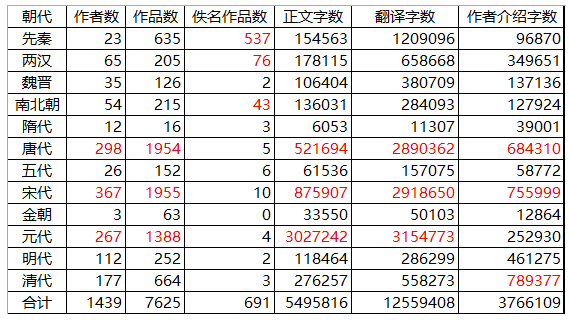 朝代 作者数 作品数 佚名作品数 正文字数 翻译字数 作者介绍字数
先秦 23 635 537 154563 1209096 96870
两汉 65 205 76 178115 658668 349651
魏晋 35 126 2 106404 380709 137136
南北朝 54 215 43 136031 284093 127924
隋代 12 16 3 6053 11307 39001
唐代 298 1954 5 521694 2890362 684310
五代 26 152 6 61536 157075 58772
宋代 367 1955 10 875907 2918650 755999
金朝 3 63 0 33550 50103 12864
元代 267 1388 4 3027242 3154773 252930
明代 112 252 2 118464 286299 461275
清代 177 664 3 276257 558273 789377
合计 1439 7625 691 5495816 12559408 3766109